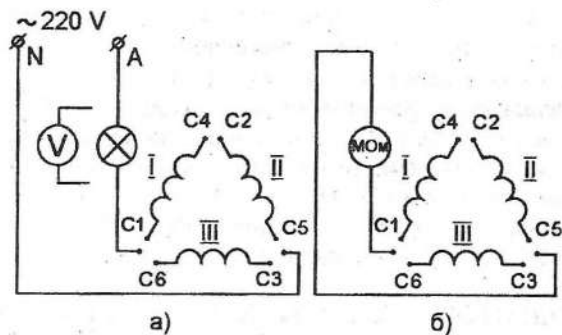 ~ 220 V
N A
V
C4 C2
I II
C1 C5
III
C6 C3
а)
МОм
C4 C2
I II
C1 C5
III
C6 C3
б)